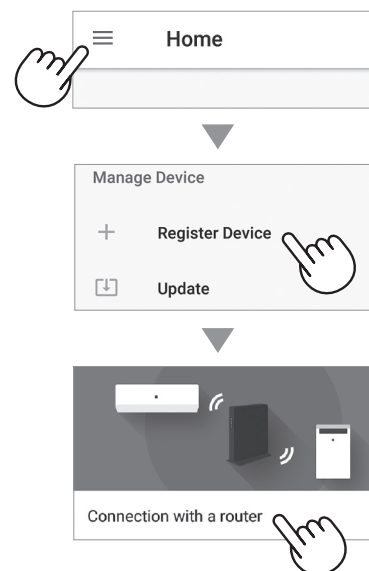 Home
Manage Device
Register Device
Update
Connection with a router